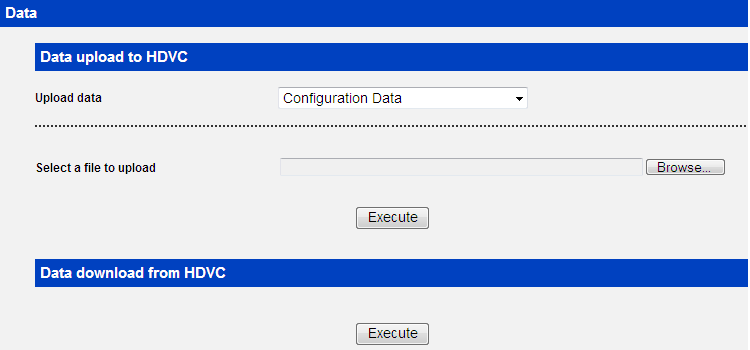 Data
Data upload to HDVC
Upload data Configuration Data
Select a file to upload Browse...
Execute
Data download from HDVC
Execute